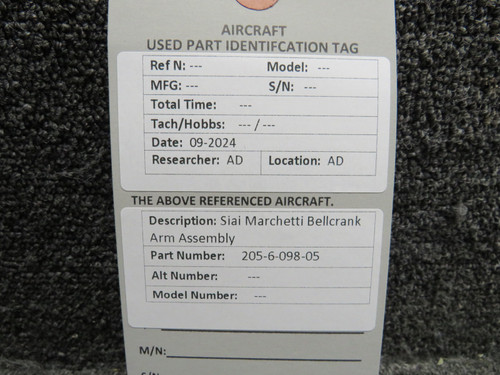 AIRCRAFT
USED PART IDENTIFCATION TAG
Ref N: --- Model: ---
MFG: --- S/N: ---
Total Time: ---
Tach/Hobbs: --- / ---
Date: 09-2024
Researcher: AD Location: AD
THE ABOVE REFERENCED AIRCRAFT.
Description: Siai Marchetti Bellcrank
Arm Assembly
Part Number: 205-6-098-05
Alt Number: ---
Model Number: ---
M/N: